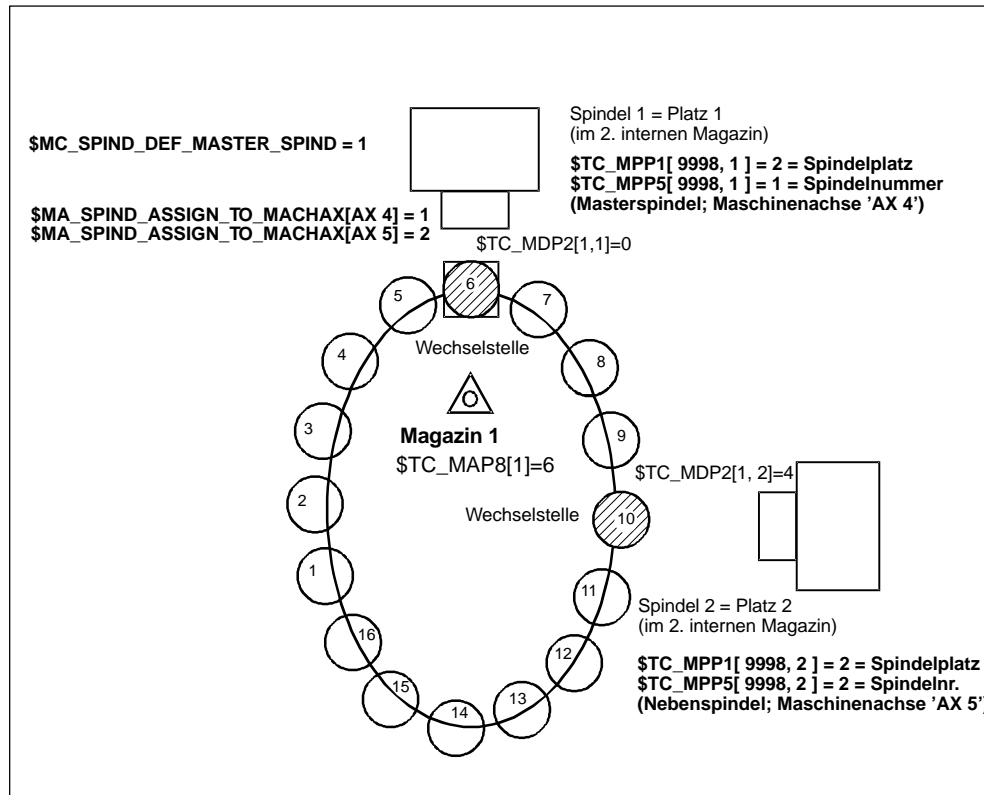 $MC_SPIND_DEF_MASTER_SPIND = 1
$MA_SPIND_ASSIGN_TO_MACHAX[AX 4] = 1
$MA_SPIND_ASSIGN_TO_MACHAX[AX 5] = 2
Spindel 1 = Platz 1
(im 2. internen Magazin)
$TC_MPP1[ 9998, 1 ] = 2 = Spindelplatz
$TC_MPP5[ 9998, 1 ] = 1 = Spindelnummer
(Masterspindel; Maschinenachse 'AX 4')
$TC_MDP2[1,1]=0
6
5
7
Wechselstelle
4
8
3
9
Magazin 1
$TC_MAP8[1]=6
$TC_MDP2[1, 2]=4
2
Wechselstelle
10
1
11
Spindel 2 = Platz 2
(im 2. internen Magazin)
16
12
$TC_MPP1[ 9998, 2 ] = 2 = Spindelplatz
$TC_MPP5[ 9998, 2 ] = 2 = Spindelnr.
(Nebenspindel; Maschinenachse 'AX 5')
15
13
14